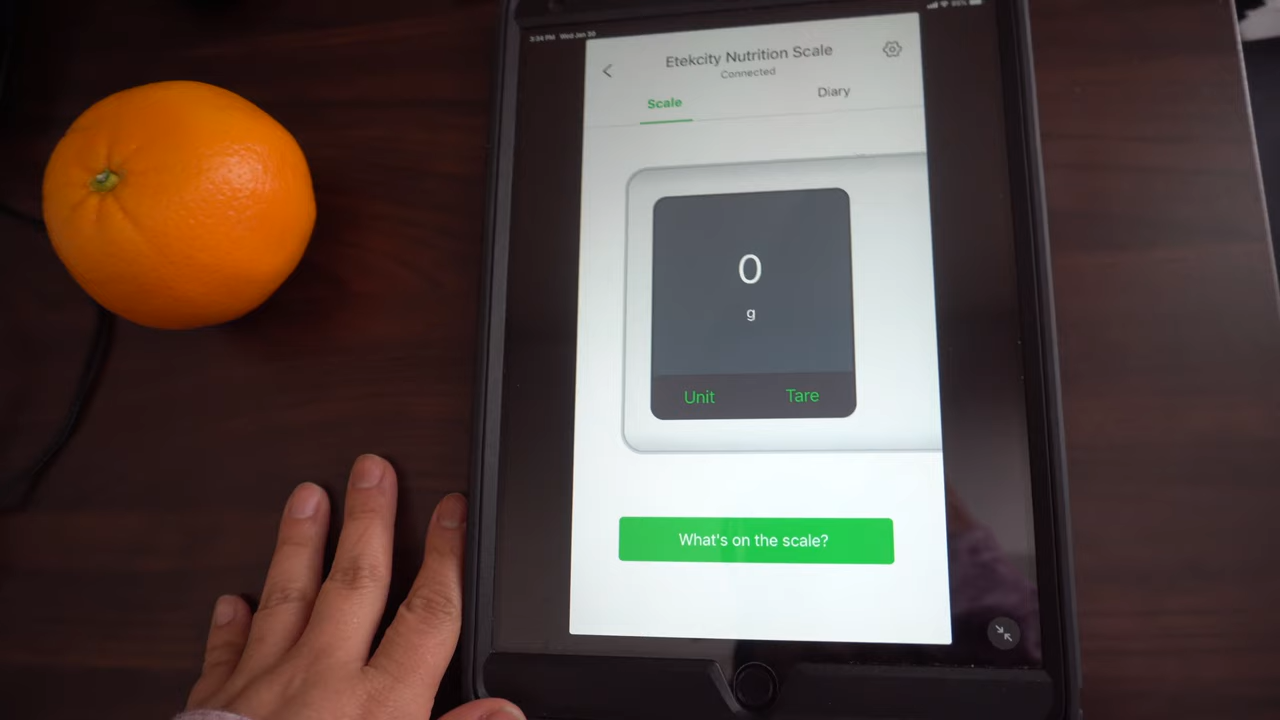 3:34 PM Wed Jan 30
95%
Etekcity Nutrition Scale
Connected
Scale
Diary
0
g
Unit
Tare
What's on the scale?